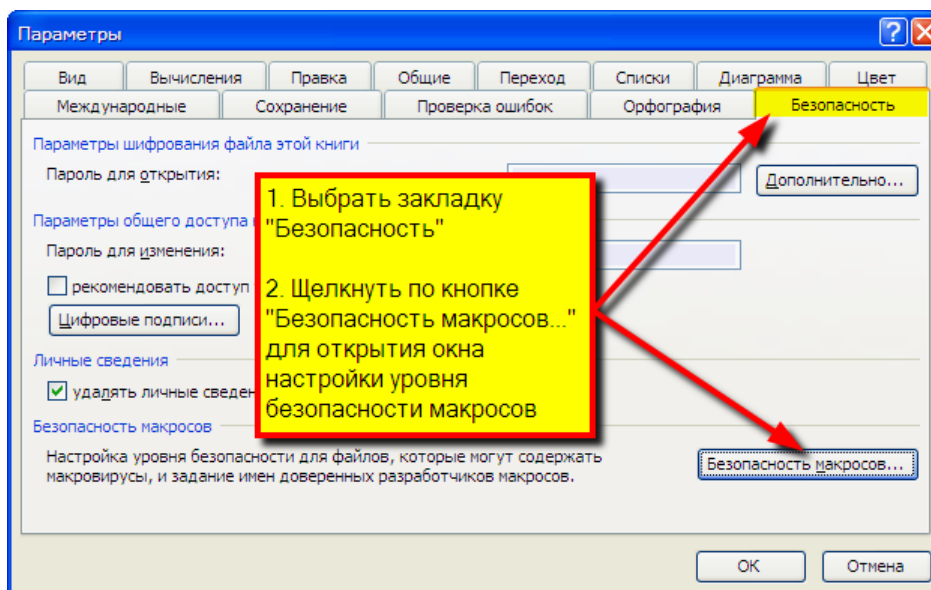 Параметры
Вид Вычисления Правка Общие Переход Списки Диаграмма Цвет
Международные Сохранение Проверка ошибок Орфография Безопасность
Параметры шифрования файла этой книги
Пароль для открытия:
Дополнительно...
Параметры общего доступа
Пароль для изменения:
рекомендовать доступ
Цифровые подписи...
Личные сведения
удалять личные
Безопасность макросов
Настройка уровня безопасности для файлов, которые могут содержать
макровирусы, и задание имен доверенных разработчиков макросов.
Безопасность макросов...
OK Отмена
1. Выбрать закладку
"Безопасность"
2. Щелкнуть по кнопке
"Безопасность макросов..."
для открытия окна
настройки уровня
безопасности макросов